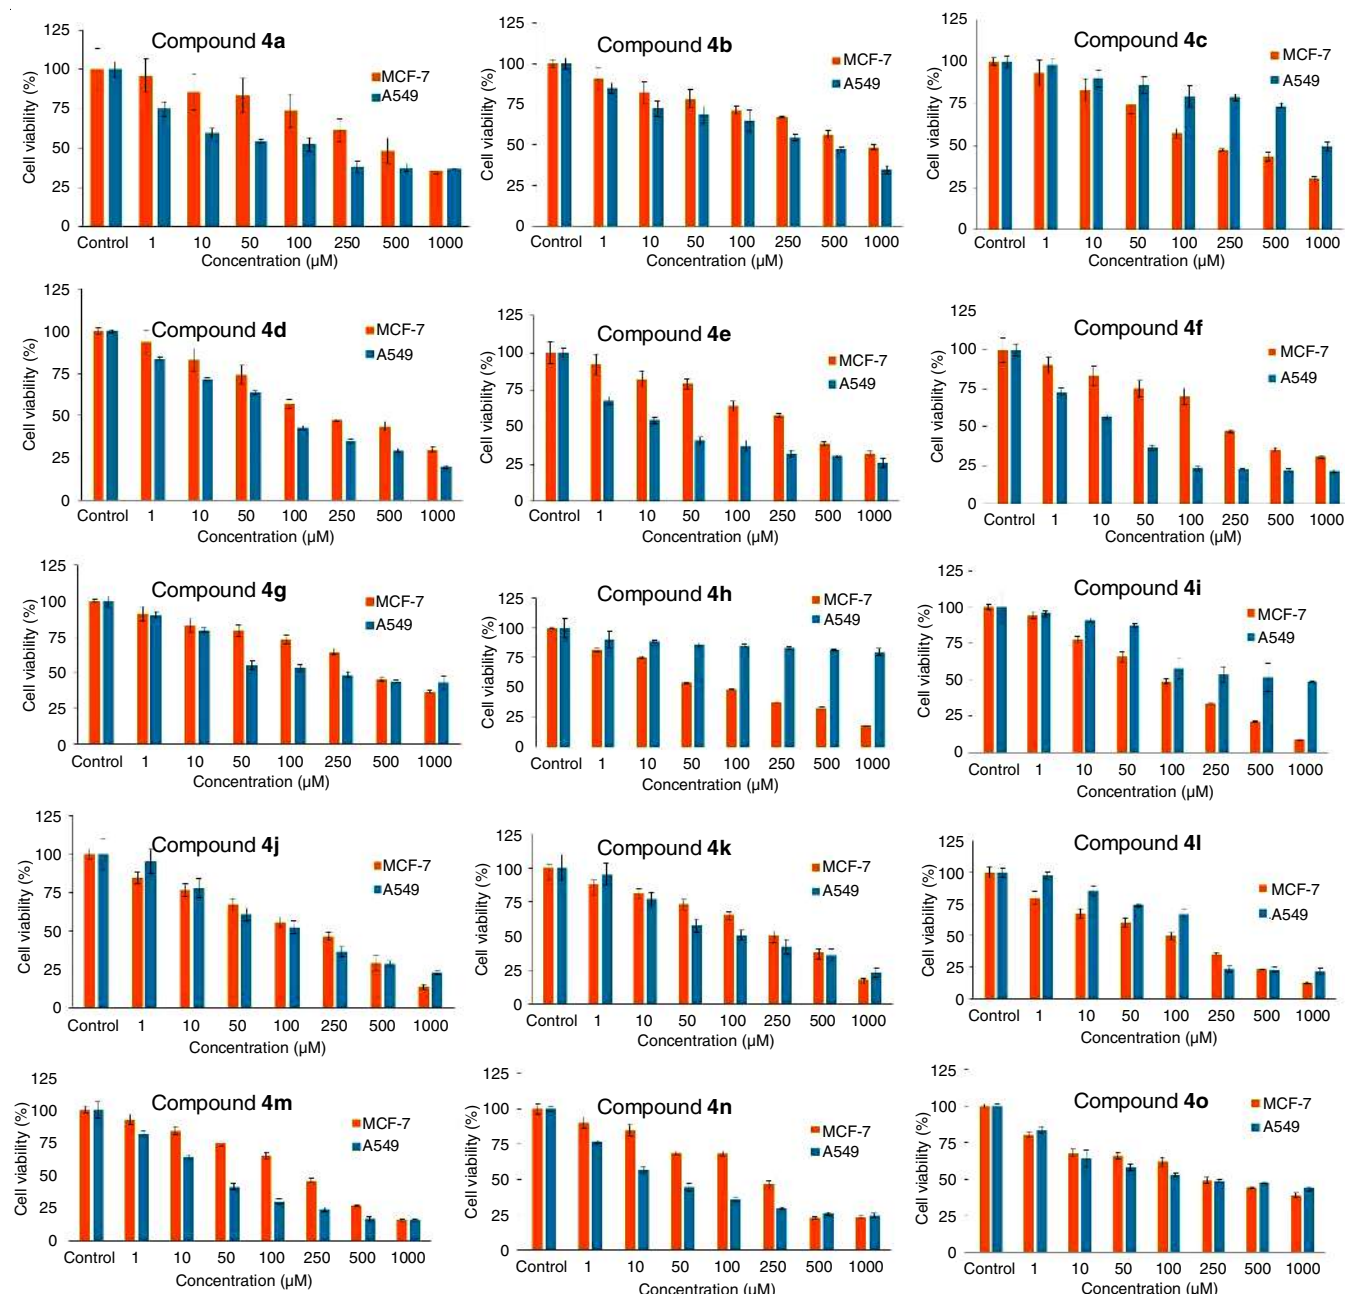 Compound 4a
Cell viability (%)
125
100
75
50
25
0
MCF-7
A549
Control 1 10 50 100 250 500 1000
Concentration (µM)
Compound 4b
Cell viability (%)
125
100
75
50
25
0
MCF-7
A549
Control 1 10 50 100 250 500 1000
Concentration (µM)
Compound 4c
Cell viability (%)
125
100
75
50
25
0
MCF-7
A549
Control 1 10 50 100 250 500 1000
Concentration (µM)
Compound 4d
Cell viability (%)
125
100
75
50
25
0
MCF-7
A549
Control 1 10 50 100 250 500 1000
Concentration (µM)
Compound 4e
Cell viability (%)
125
100
75
50
25
0
MCF-7
A549
Control 1 10 50 100 250 500 1000
Concentration (µM)
Compound 4f
Cell viability (%)
125
100
75
50
25
0
MCF-7
A549
Control 1 10 50 100 250 500 1000
Concentration (µM)
Compound 4g
Cell viability (%)
125
100
75
50
25
0
MCF-7
A549
Control 1 10 50 100 250 500 1000
Concentration (µM)
Compound 4h
Cell viability (%)
125
100
75
50
25
0
MCF-7
A549
Control 1 10 50 100 250 500 1000
Concentration (µM)
Compound 4i
Cell viability (%)
125
100
75
50
25
0
MCF-7
A549
Control 1 10 50 100 250 500 1000
Concentration (µM)
Compound 4j
Cell viability (%)
125
100
75
50
25
0
MCF-7
A549
Control 1 10 50 100 250 500 1000
Concentration (µM)
Compound 4k
Cell viability (%)
125
100
75
50
25
0
MCF-7
A549
Control 1 10 50 100 250 500 1000
Concentration (µM)
Compound 4l
Cell viability (%)
125
100
75
50
25
0
MCF-7
A549
Control 1 10 50 100 250 500 1000
Concentration (µM)
Compound 4m
Cell viability (%)
125
100
75
50
25
0
MCF-7
A549
Control 1 10 50 100 250 500 1000
Concentration (µM)
Compound 4n
Cell viability (%)
125
100
75
50
25
0
MCF-7
A549
Control 1 10 50 100 250 500 1000
Concentration (µM)
Compound 4o
Cell viability (%)
125
100
75
50
25
0
MCF-7
A549
Control 1 10 50 100 250 500 1000
Concentration (µM)